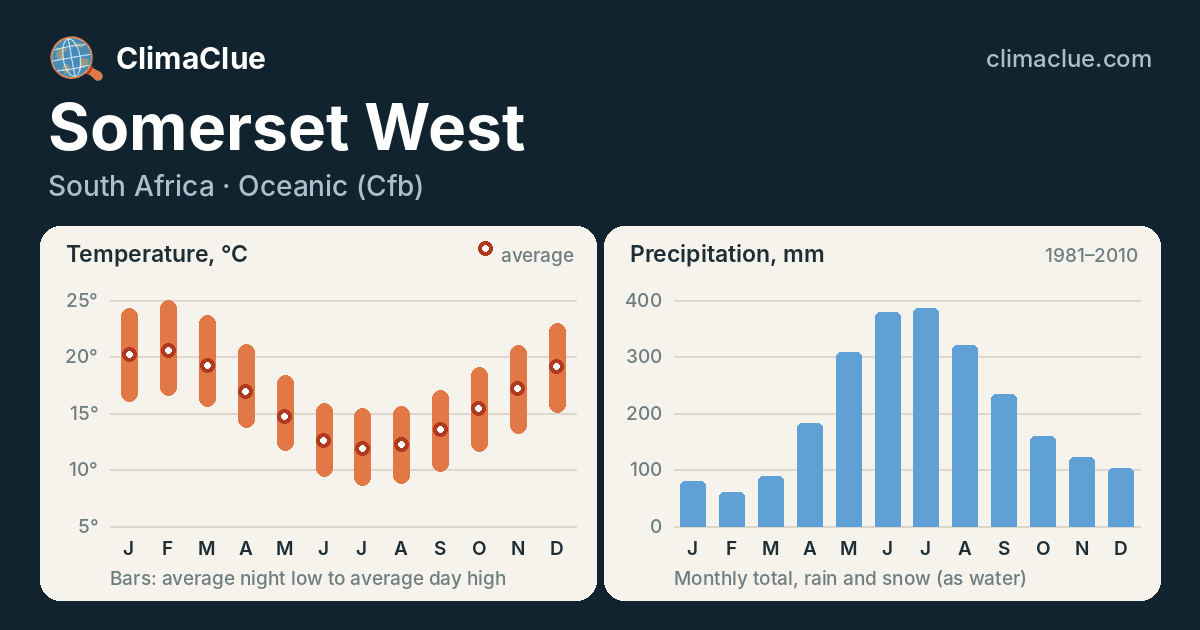 ClimaClue
climaclue.com
Somerset West
South Africa · Oceanic (Cfb)
Temperature, °C
average
25°
20°
15°
10°
5°
J F M A M J J A S O N D
Bars: average night low to average day high
Precipitation, mm
1981–2010
400
300
200
100
0
J F M A M J J A S O N D
Monthly total, rain and snow (as water)